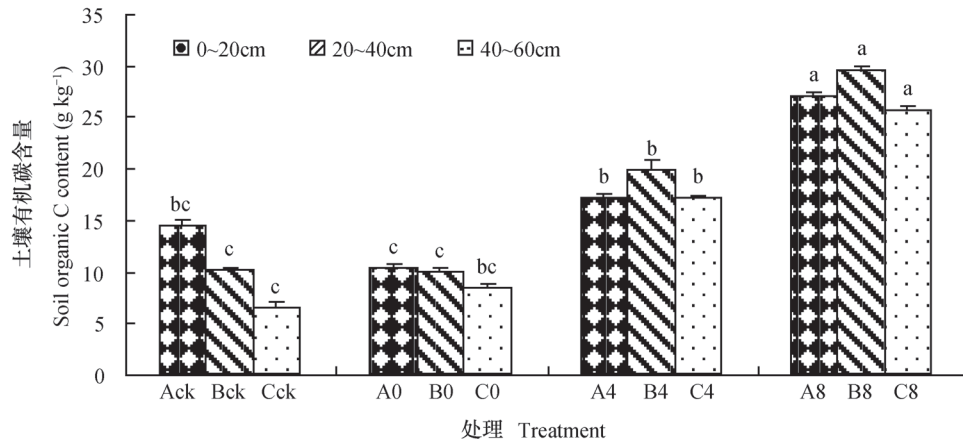 35
30
25
20
15
10
5
0
土壤有机碳含量
Soil organic C content (g kg⁻¹)
0~20cm 20~40cm 40~60cm
bc c c c c bc b b b a a a
Ack Bck Cck A0 B0 C0 A4 B4 C4 A8 B8 C8
处理 Treatment